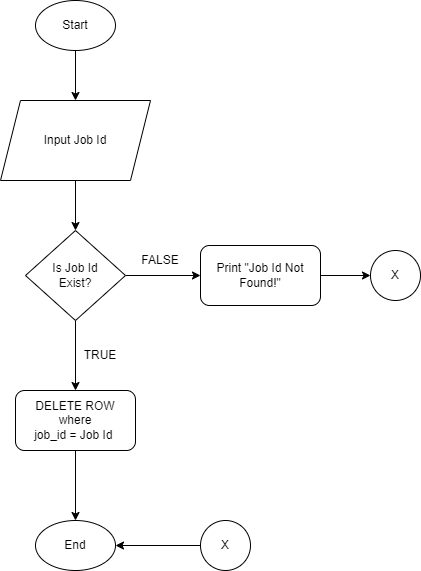 Start
Input Job Id
Is Job Id
Exist?
FALSE
Print "Job Id Not
Found!"
X
TRUE
DELETE ROW
where
job_id = Job Id
End
X